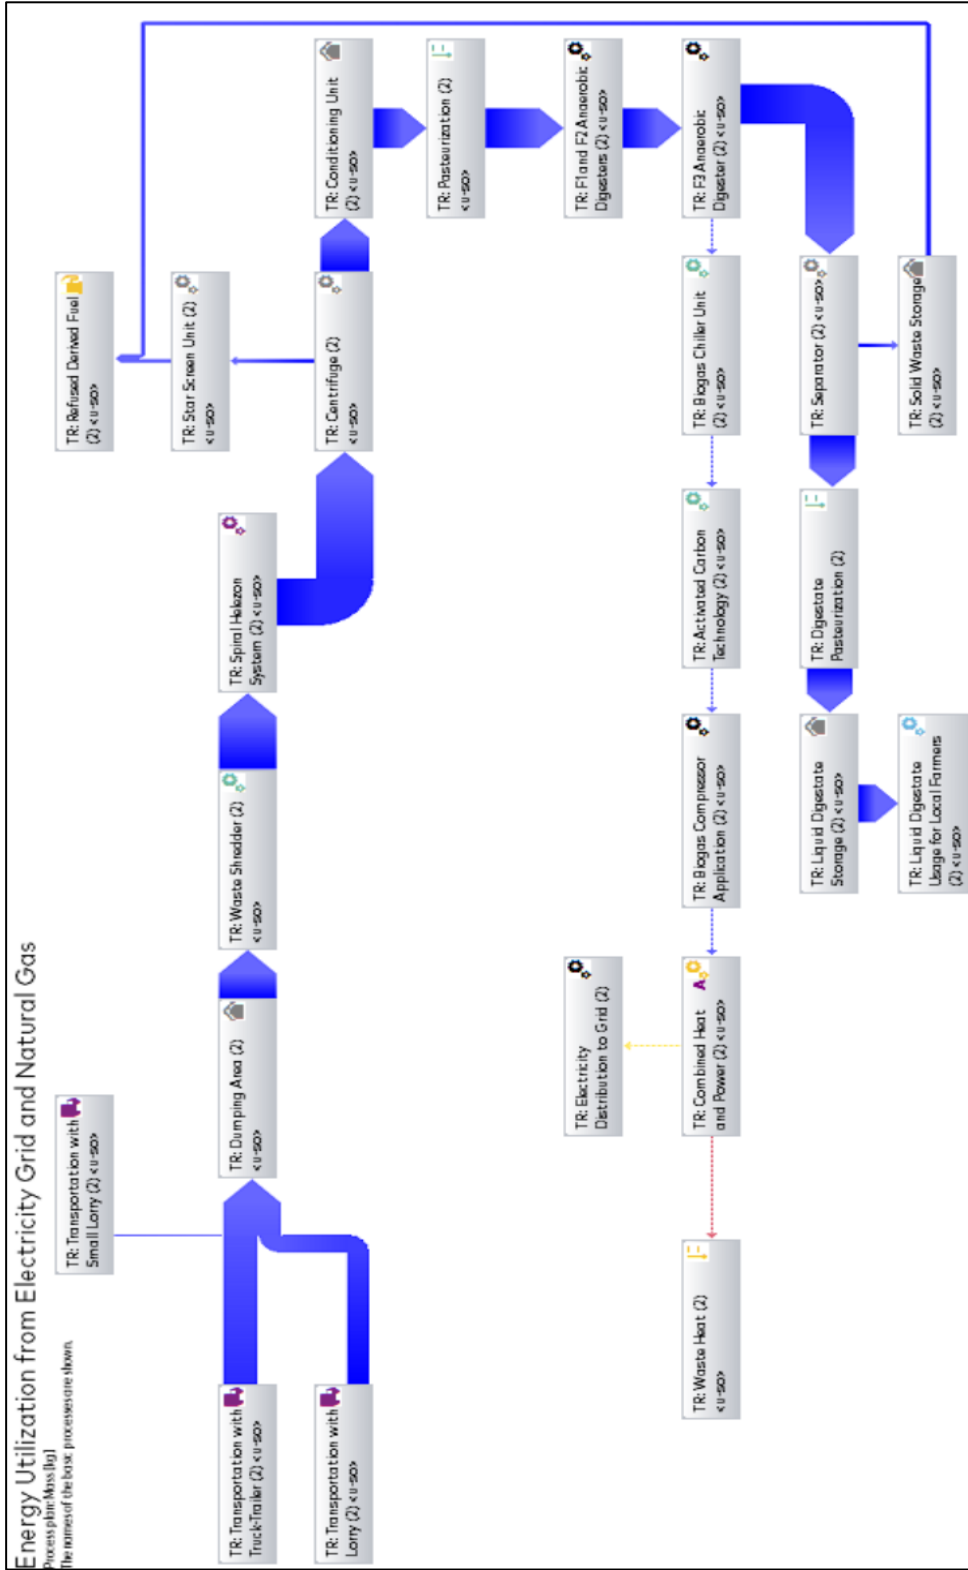 Energy Utilization from Electricity Grid and Natural Gas
Process plan: Mass [kg]
The names of the basic processes are shown.
TR: Transportation with
Small Lorry (2) <u-so>
TR: Transportation with
Truck-Trailer (2) <u-so>
TR: Transportation with
Lorry (2) <u-so>
TR: Dumping Area (2)
<u-so>
TR: Waste Shredder (2)
<u-so>
TR: Spiral Helezon
System (2) <u-so>
TR: Refused Derived Fuel
(2) <u-so>
TR: Star Screen Unit (2)
<u-so>
TR: Centrifuge (2)
<u-so>
TR: Conditioning Unit
(2) <u-so>
TR: Pasteurization (2)
<u-so>
TR: F1 and F2 Anaerobic
Digesters (2) <u-so>
TR: F3 Anaerobic
Digester (2) <u-so>
TR: Biogas Chiller Unit
(2) <u-so>
TR: Separator (2) <u-so>
TR: Solid Waste Storage
(2) <u-so>
TR: Activated Carbon
Technology (2) <u-so>
TR: Digestate
Pasteurization (2)
TR: Biogas Compressor
Application (2) <u-so>
TR: Liquid Digestate
Storage (2) <u-so>
TR: Liquid Digestate
Usage for Local Farmers
(2) <u-so>
TR: Electricity
Distribution to Grid (2)
TR: Combined Heat
and Power (2) <u-so>
A
TR: Waste Heat (2)
<u-so>